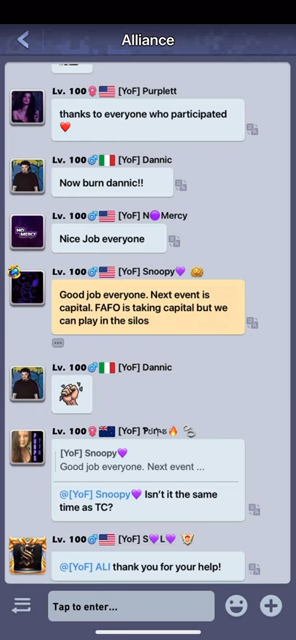 Alliance
Lv. 100 [YoF] Purplett
thanks to everyone who participated
❤️
Lv. 100 [YoF] Dannic
Now burn dannic!!
NO
MERCY
Lv. 100 [YoF] N🟣Mercy
Nice Job everyone
Lv. 100 [YoF] Snoopy💜
Good job everyone. Next event is
capital. FAFO is taking capital but we
can play in the silos
Lv. 100 [YoF] Dannic
Lv. 100 [YoF]
[YoF] Snoopy💜
Good job everyone. Next event ...
@[YoF] Snoopy💜 Isn't it the same
time as TC?
Lv. 100 [YoF] S💜L💜
@[YoF] ALI thank you for your help!
Tap to enter...